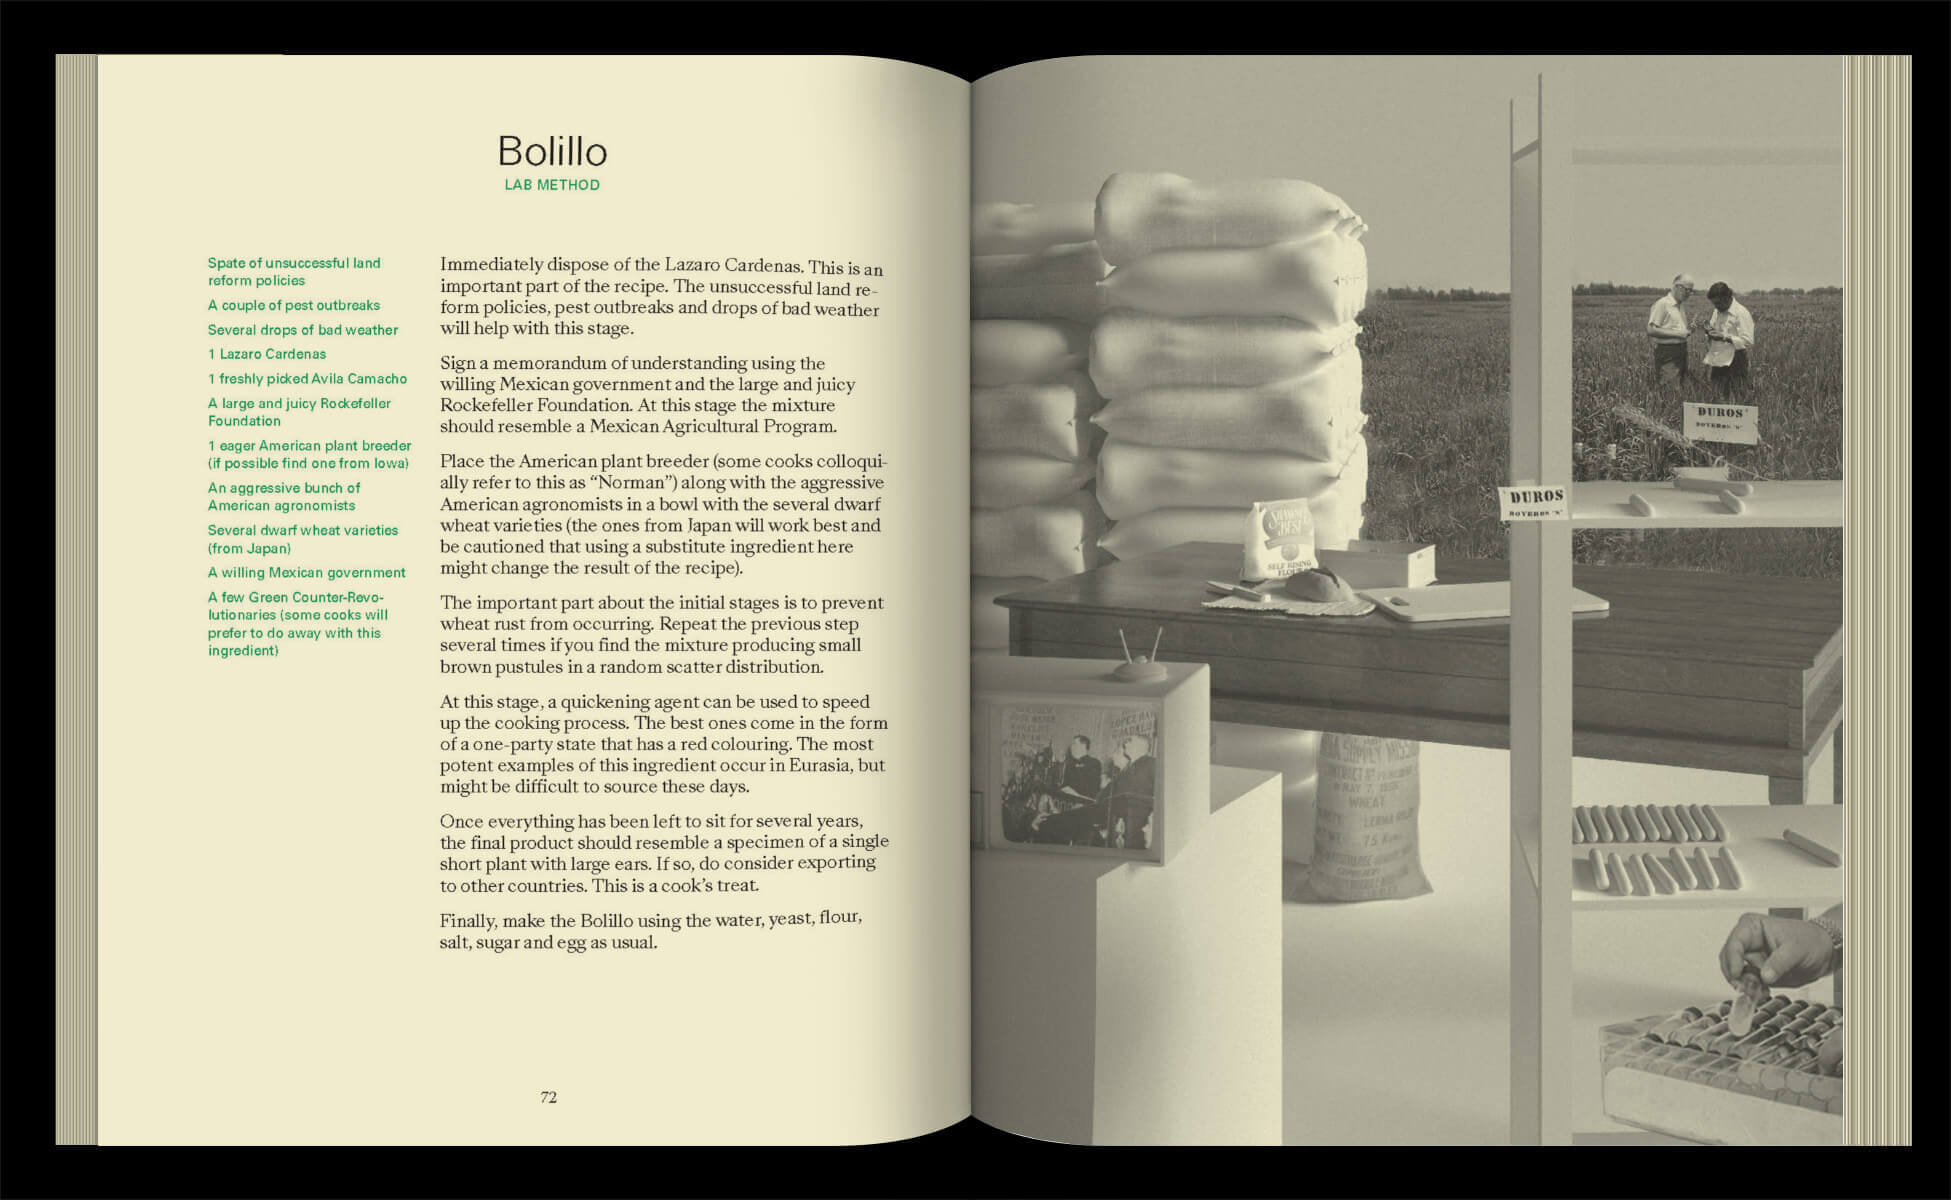 Bolillo
LAB METHOD
Spate of unsuccessful land
reform policies
A couple of pest outbreaks
Several drops of bad weather
1 Lazaro Cardenas
1 freshly picked Avila Camacho
A large and juicy Rockefeller
Foundation
1 eager American plant breeder
(if possible find one from Iowa)
An aggressive bunch of
American agronomists
Several dwarf wheat varieties
(from Japan)
A willing Mexican government
A few Green Counter-Revo-
lutionaries (some cooks will
prefer to do away with this
ingredient)
Immediately dispose of the Lazaro Cardenas. This is an
important part of the recipe. The unsuccessful land re-
form policies, pest outbreaks and drops of bad weather
will help with this stage.
Sign a memorandum of understanding using the
willing Mexican government and the large and juicy
Rockefeller Foundation. At this stage the mixture
should resemble a Mexican Agricultural Program.
Place the American plant breeder (some cooks colloqui-
ally refer to this as “Norman”) along with the aggressive
American agronomists in a bowl with the several dwarf
wheat varieties (the ones from Japan will work best and
be cautioned that using a substitute ingredient here
might change the result of the recipe).
The important part about the initial stages is to prevent
wheat rust from occurring. Repeat the previous step
several times if you find the mixture producing small
brown pustules in a random scatter distribution.
At this stage, a quickening agent can be used to speed
up the cooking process. The best ones come in the form
of a one-party state that has a red colouring. The most
potent examples of this ingredient occur in Eurasia, but
might be difficult to source these days.
Once everything has been left to sit for several years,
the final product should resemble a specimen of a single
short plant with large ears. If so, do consider exporting
to other countries. This is a cook’s treat.
Finally, make the Bolillo using the water, yeast, flour,
salt, sugar and egg as usual.
72
'DUROS'
BOYEROS 'S'
DUROS
BOYEROS 'S'
BEST
SELF RISING
FLOUR
SUPPLY MISS
MAY 7,
WHEAT
LERMA ROJO
75